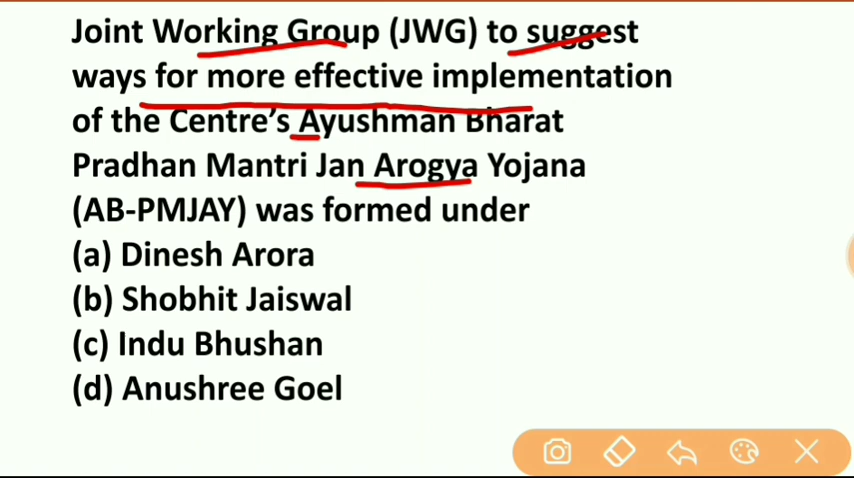 Joint Working Group (JWG) to suggest
ways for more effective implementation
of the Centre's Ayushman Bharat
Pradhan Mantri Jan Arogya Yojana
(AB-PMJAY) was formed under
(a) Dinesh Arora
(b) Shobhit Jaiswal
(c) Indu Bhushan
(d) Anushree Goel